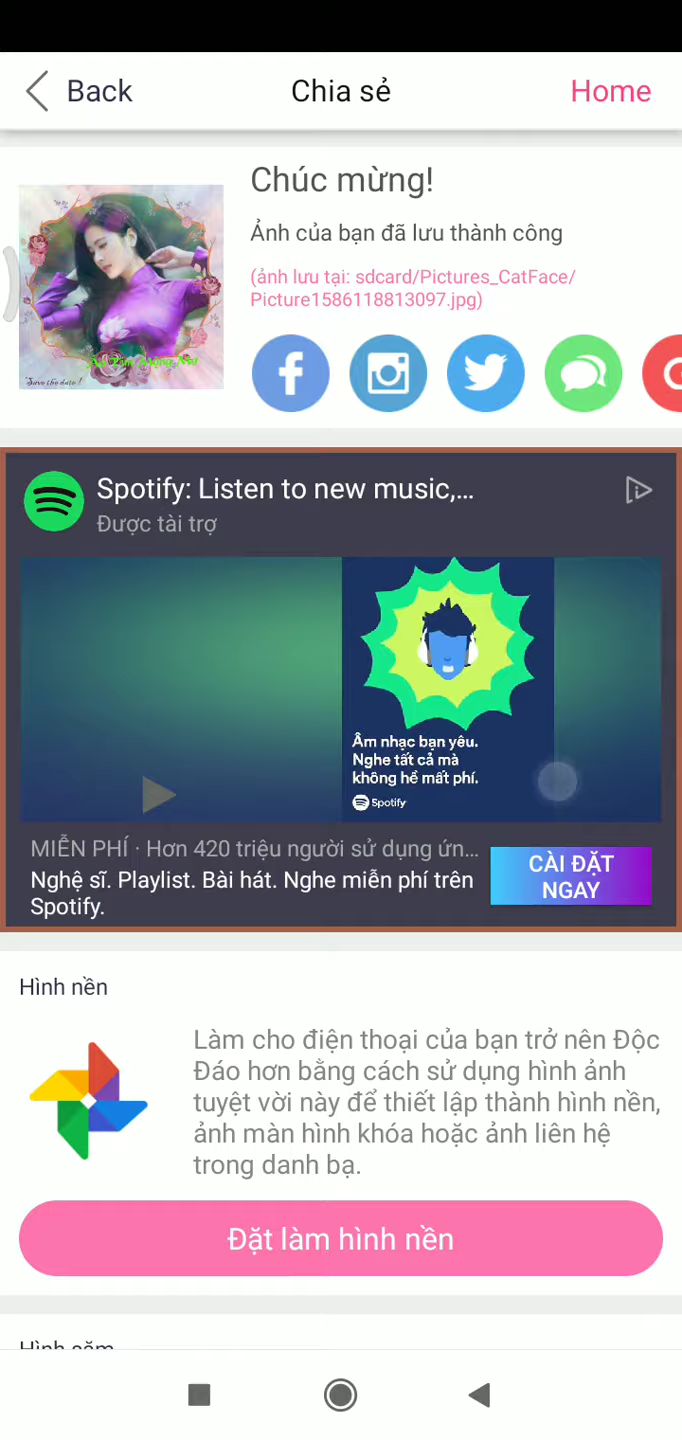 Back
Chia sẻ
Home
Chúc mừng!
Ảnh của bạn đã lưu thành công
(ảnh lưu tại: sdcard/Pictures_CatFace/
Picture1586118813097.jpg)
Save the date !
Spotify: Listen to new music,...
Được tài trợ
Âm nhạc bạn yêu.
Nghe tất cả mà
không hề mất phí.
Spotify
MIỄN PHÍ · Hơn 420 triệu người sử dụng ứn...
Nghệ sĩ. Playlist. Bài hát. Nghe miễn phí trên
Spotify.
CÀI ĐẶT
NGAY
Hình nền
Làm cho điện thoại của bạn trở nên Độc
Đáo hơn bằng cách sử dụng hình ảnh
tuyệt vời này để thiết lập thành hình nền,
ảnh màn hình khóa hoặc ảnh liên hệ
trong danh bạ.
Đặt làm hình nền